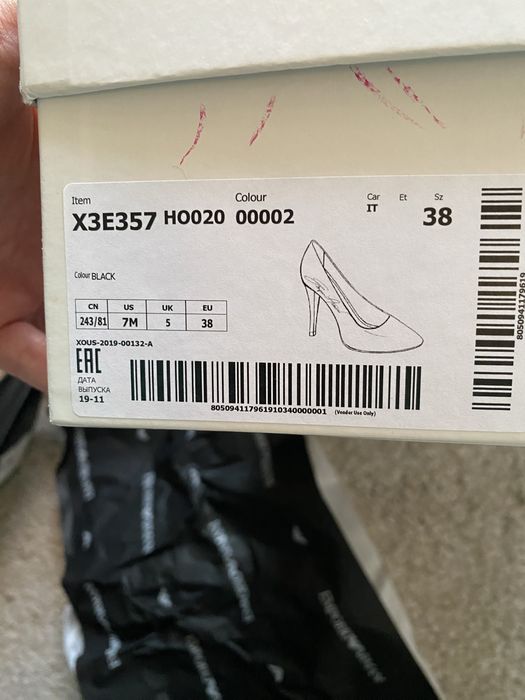 Item
Colour
Car
Et
Sz
X3E357 HO020 00002
IT
38
Colour BLACK
CN US UK EU
243/81 7M 5 38
XOUS-2019-00132-A
EAC
ДАТА
ВЫПУСКА
19-11
805094117961910340000001 (Vendor Use Only)
8050941179619